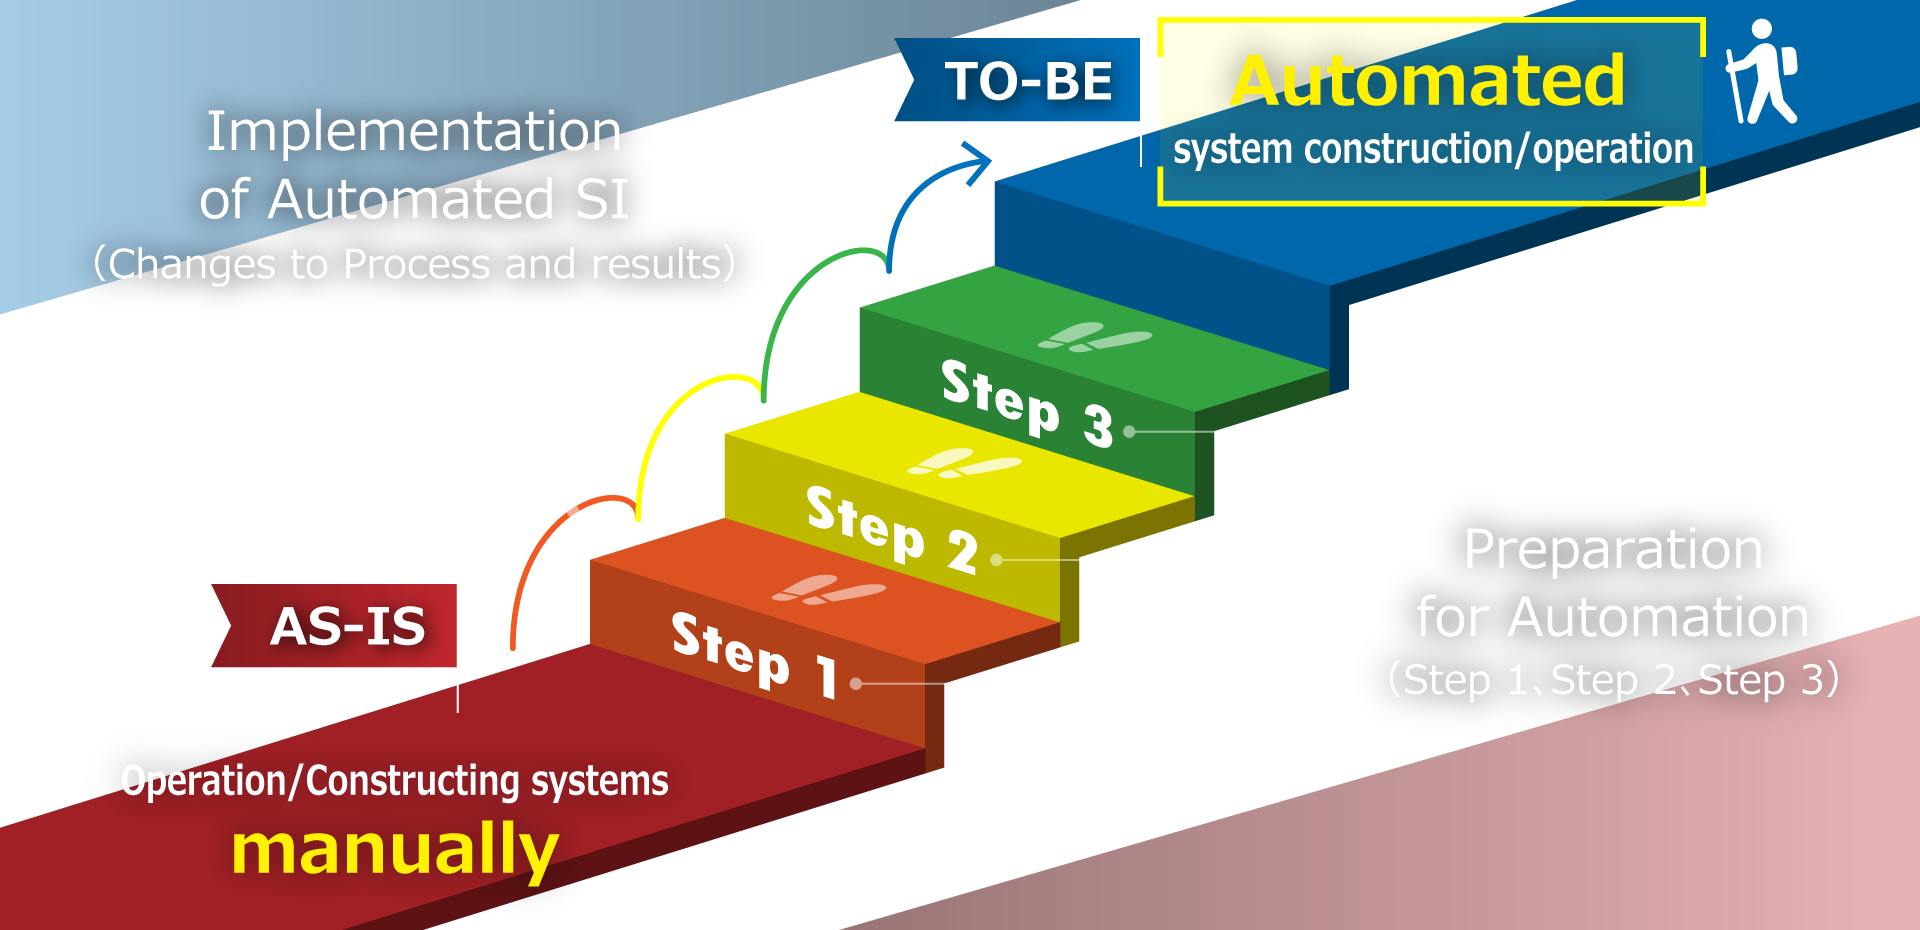 Implementation
of Automated SI
（Changes to Process and results）
TO-BE
Automated
system construction/operation
Step 3
Step 2
Step 1
AS-IS
Operation/Constructing systems
manually
Preparation
for Automation
（Step 1、Step 2、Step 3）